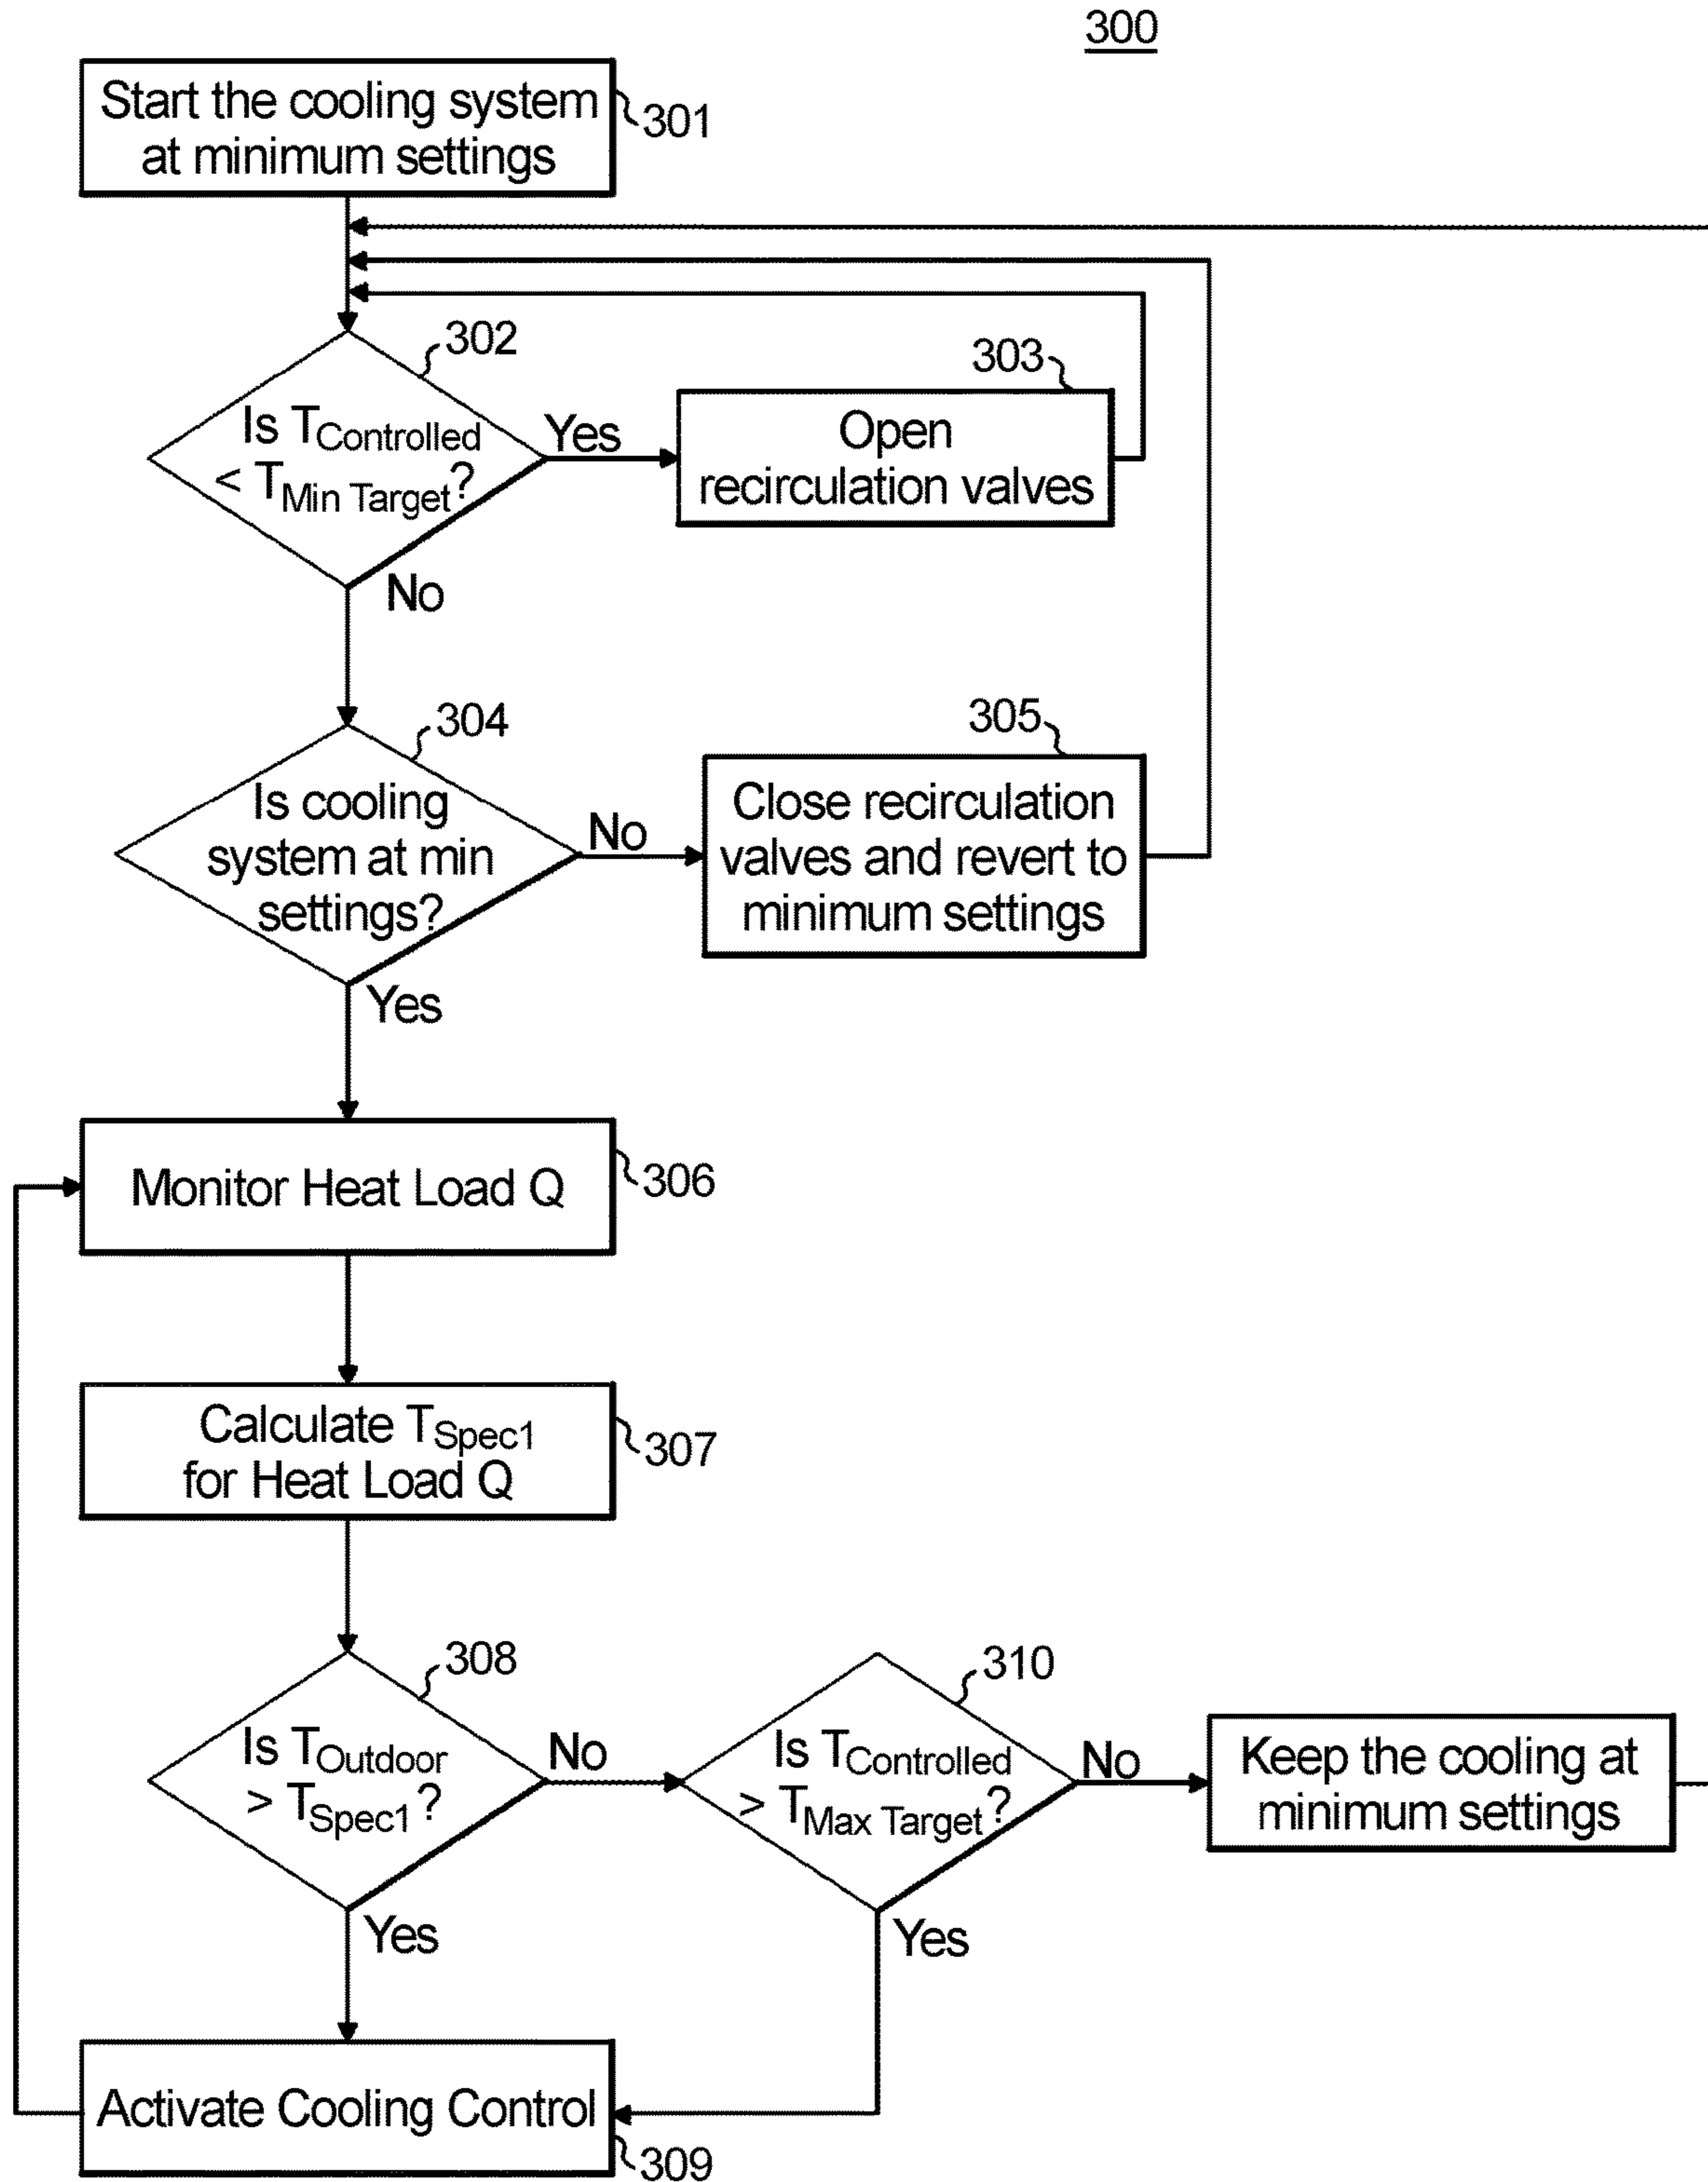 300
Start the cooling system
at minimum settings
301
302
Is TControlled
< TMin Target?
Yes
No
303
Open
recirculation valves
304
Is cooling
system at min
settings?
No
Yes
305
Close recirculation
valves and revert to
minimum settings
Monitor Heat Load Q
306
Calculate TSpec1
for Heat Load Q
307
308
Is TOutdoor
> TSpec1?
No
Yes
310
Is TControlled
> TMax Target?
No
Yes
Keep the cooling at
minimum settings
Activate Cooling Control
309